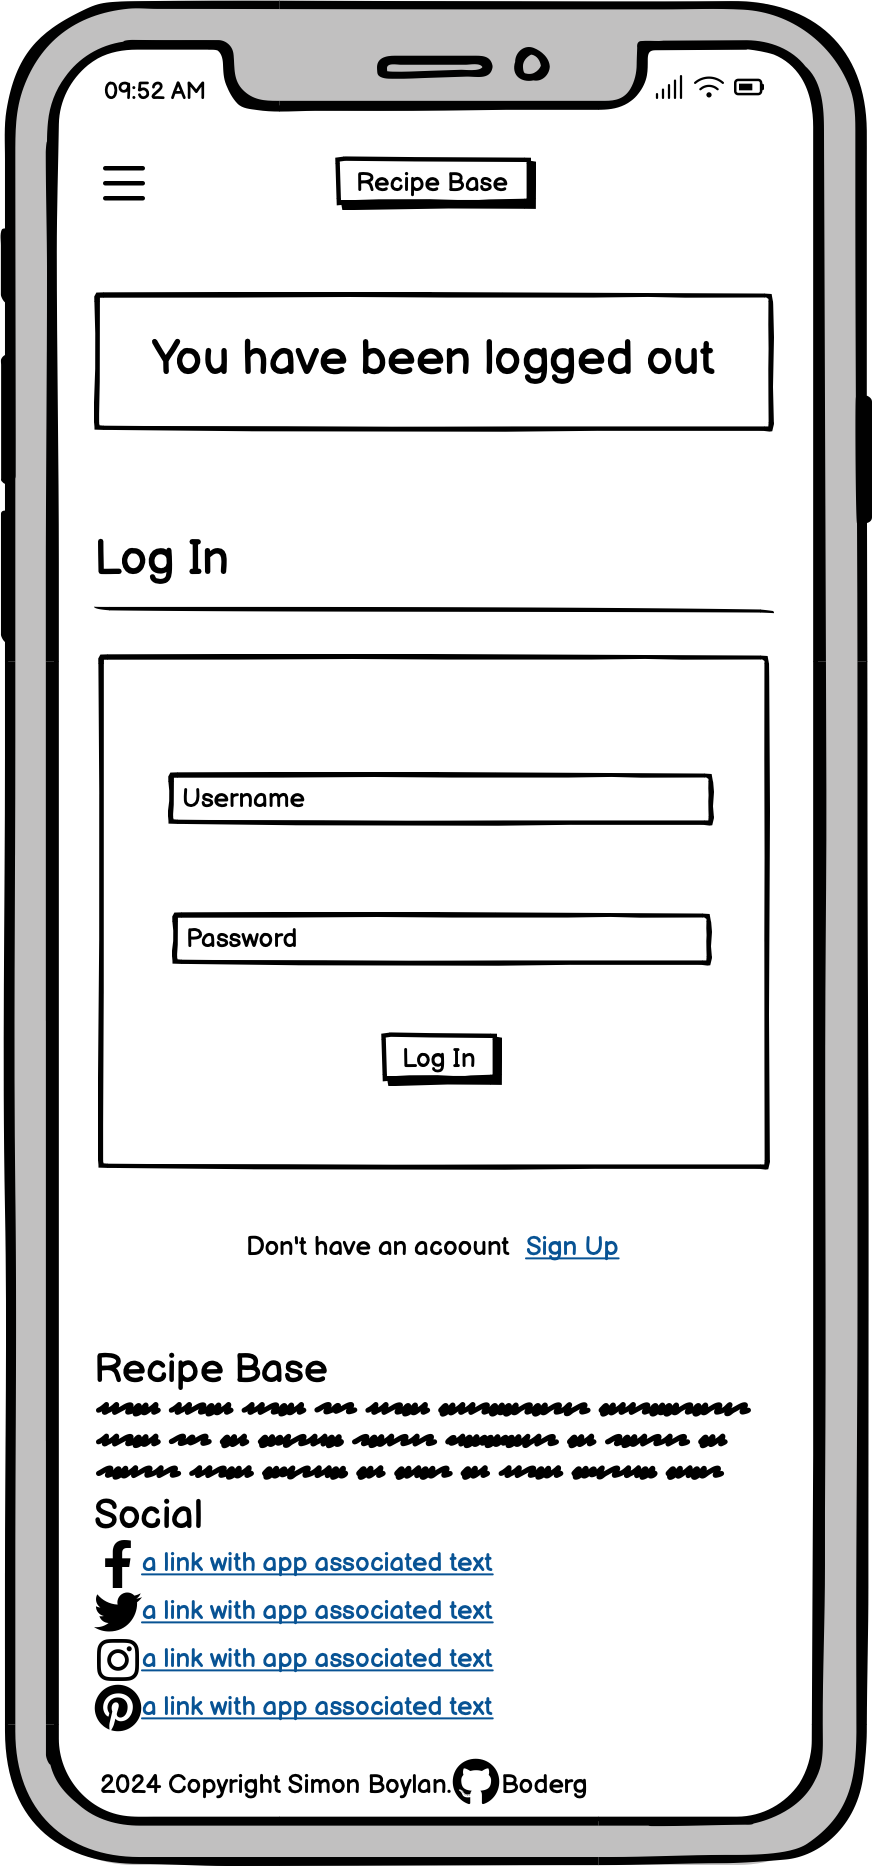 09:52 AM
Recipe Base
You have been logged out
Log In
Username
Password
Log In
Don't have an acoount Sign Up
Recipe Base
Social
a link with app associated text
a link with app associated text
a link with app associated text
a link with app associated text
2024 Copyright Simon Boylan. Boderg